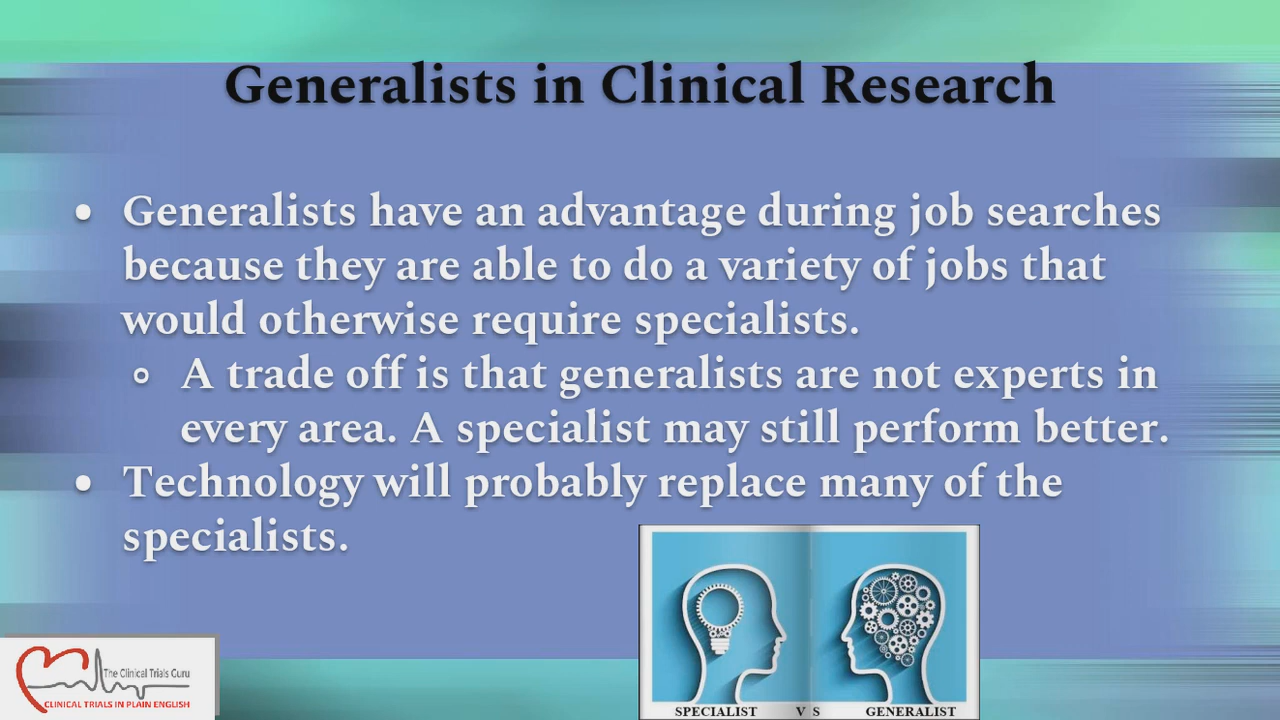 Generalists in Clinical Research
• Generalists have an advantage during job searches
because they are able to do a variety of jobs that
would otherwise require specialists.
○ A trade off is that generalists are not experts in
every area. A specialist may still perform better.
• Technology will probably replace many of the
specialists.
SPECIALIST V S GENERALIST
The Clinical Trials Guru
CLINICAL TRIALS IN PLAIN ENGLISH